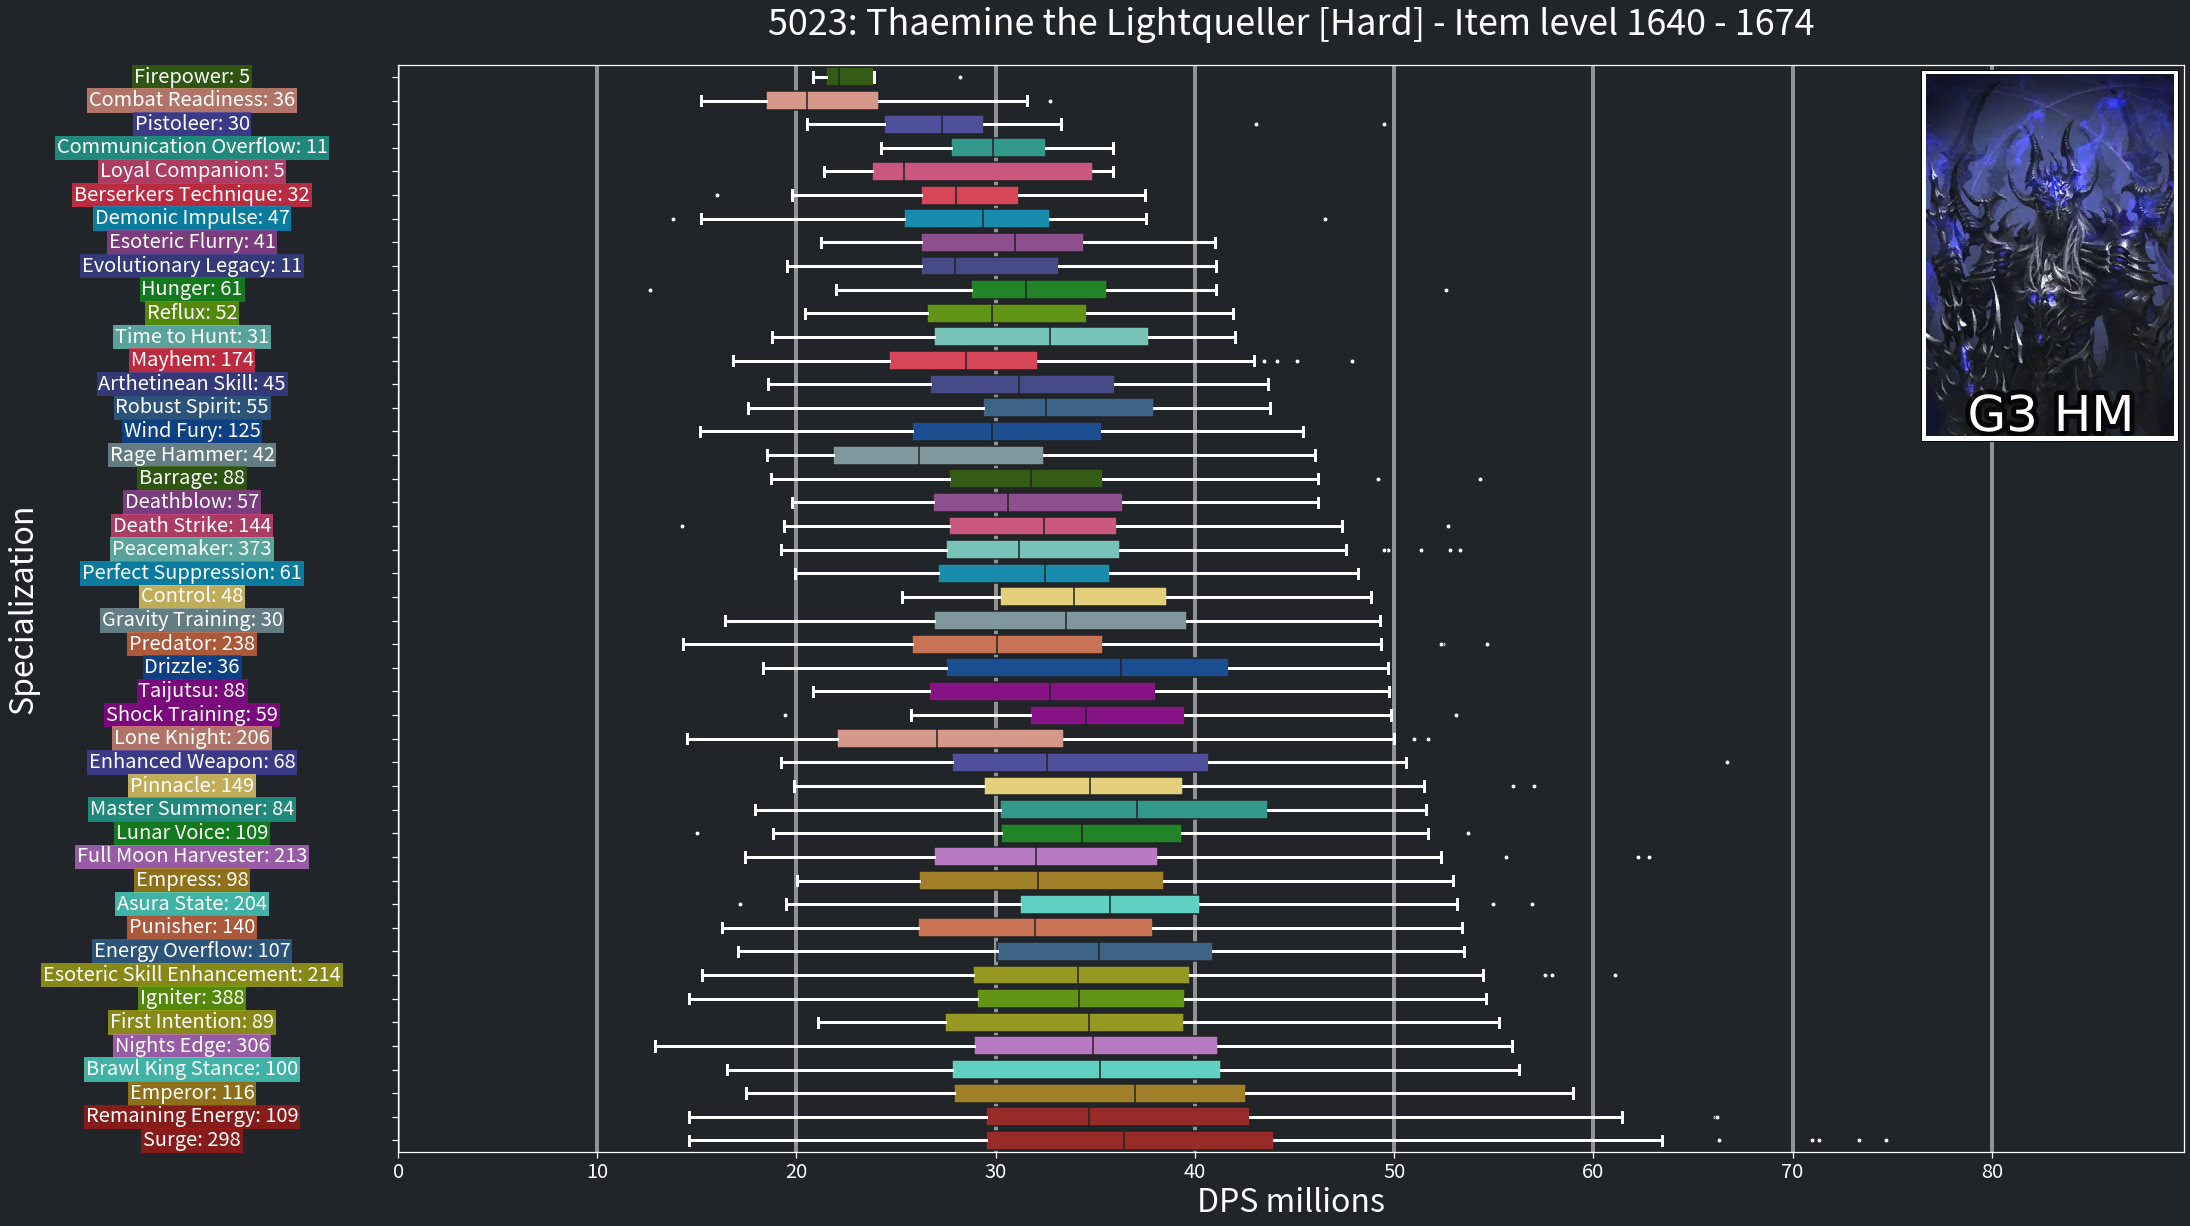 5023: Thaemine the Lightqueller [Hard] - Item level 1640 - 1674
Firepower: 5
Combat Readiness: 36
Pistoleer: 30
Communication Overflow: 11
Loyal Companion: 5
Berserkers Technique: 32
Demonic Impulse: 47
Esoteric Flurry: 41
Evolutionary Legacy: 11
Hunger: 61
Reflux: 52
Time to Hunt: 31
Mayhem: 174
Arthetinean Skill: 45
Robust Spirit: 55
Wind Fury: 125
Rage Hammer: 42
Barrage: 88
Deathblow: 57
Death Strike: 144
Peacemaker: 373
Perfect Suppression: 61
Control: 48
Gravity Training: 30
Predator: 238
Drizzle: 36
Taijutsu: 88
Shock Training: 59
Lone Knight: 206
Enhanced Weapon: 68
Pinnacle: 149
Master Summoner: 84
Lunar Voice: 109
Full Moon Harvester: 213
Empress: 98
Asura State: 204
Punisher: 140
Energy Overflow: 107
Esoteric Skill Enhancement: 214
Igniter: 388
First Intention: 89
Nights Edge: 306
Brawl King Stance: 100
Emperor: 116
Remaining Energy: 109
Surge: 298
Specialization
G3 HM
0 10 20 30 40 50 60 70 80
DPS millions